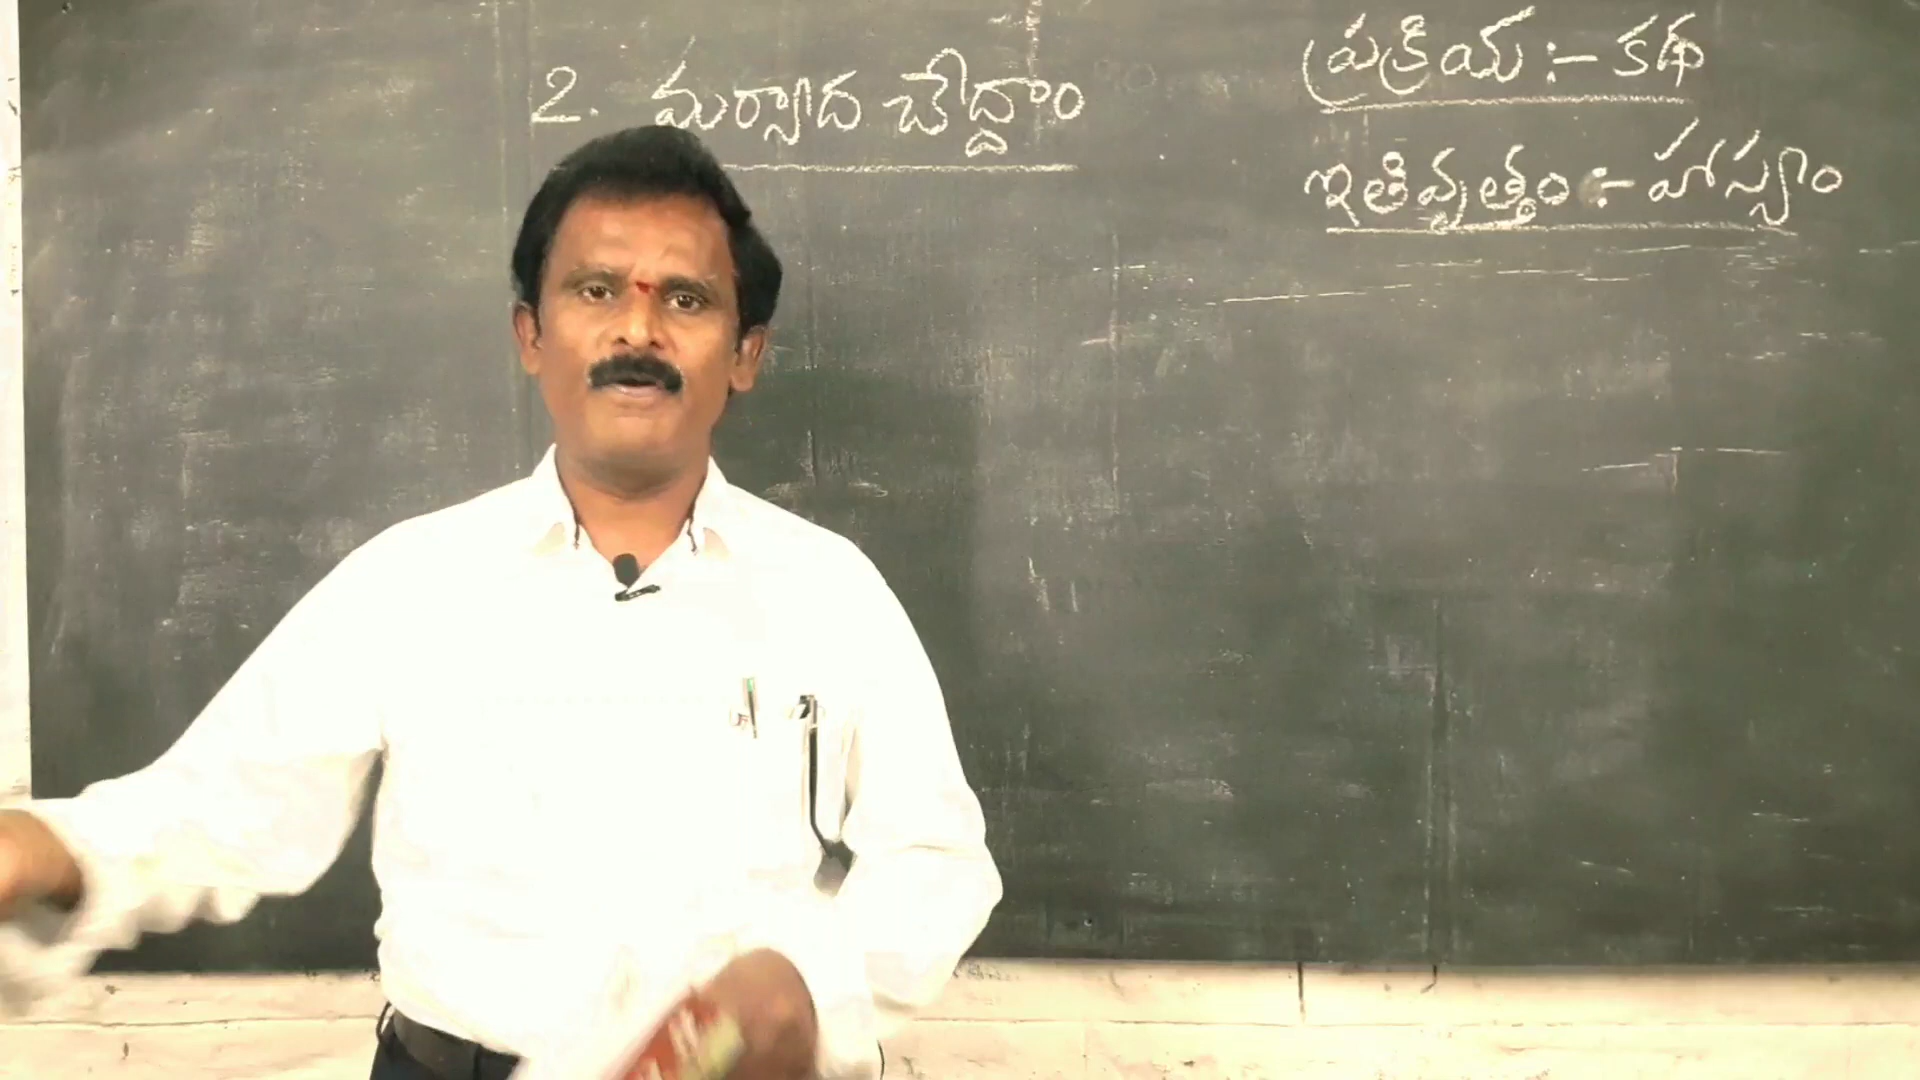 2. మర్యాద చేద్దాం
ప్రక్రియ :- కథ
ఇతివృత్తం :- హాస్యం